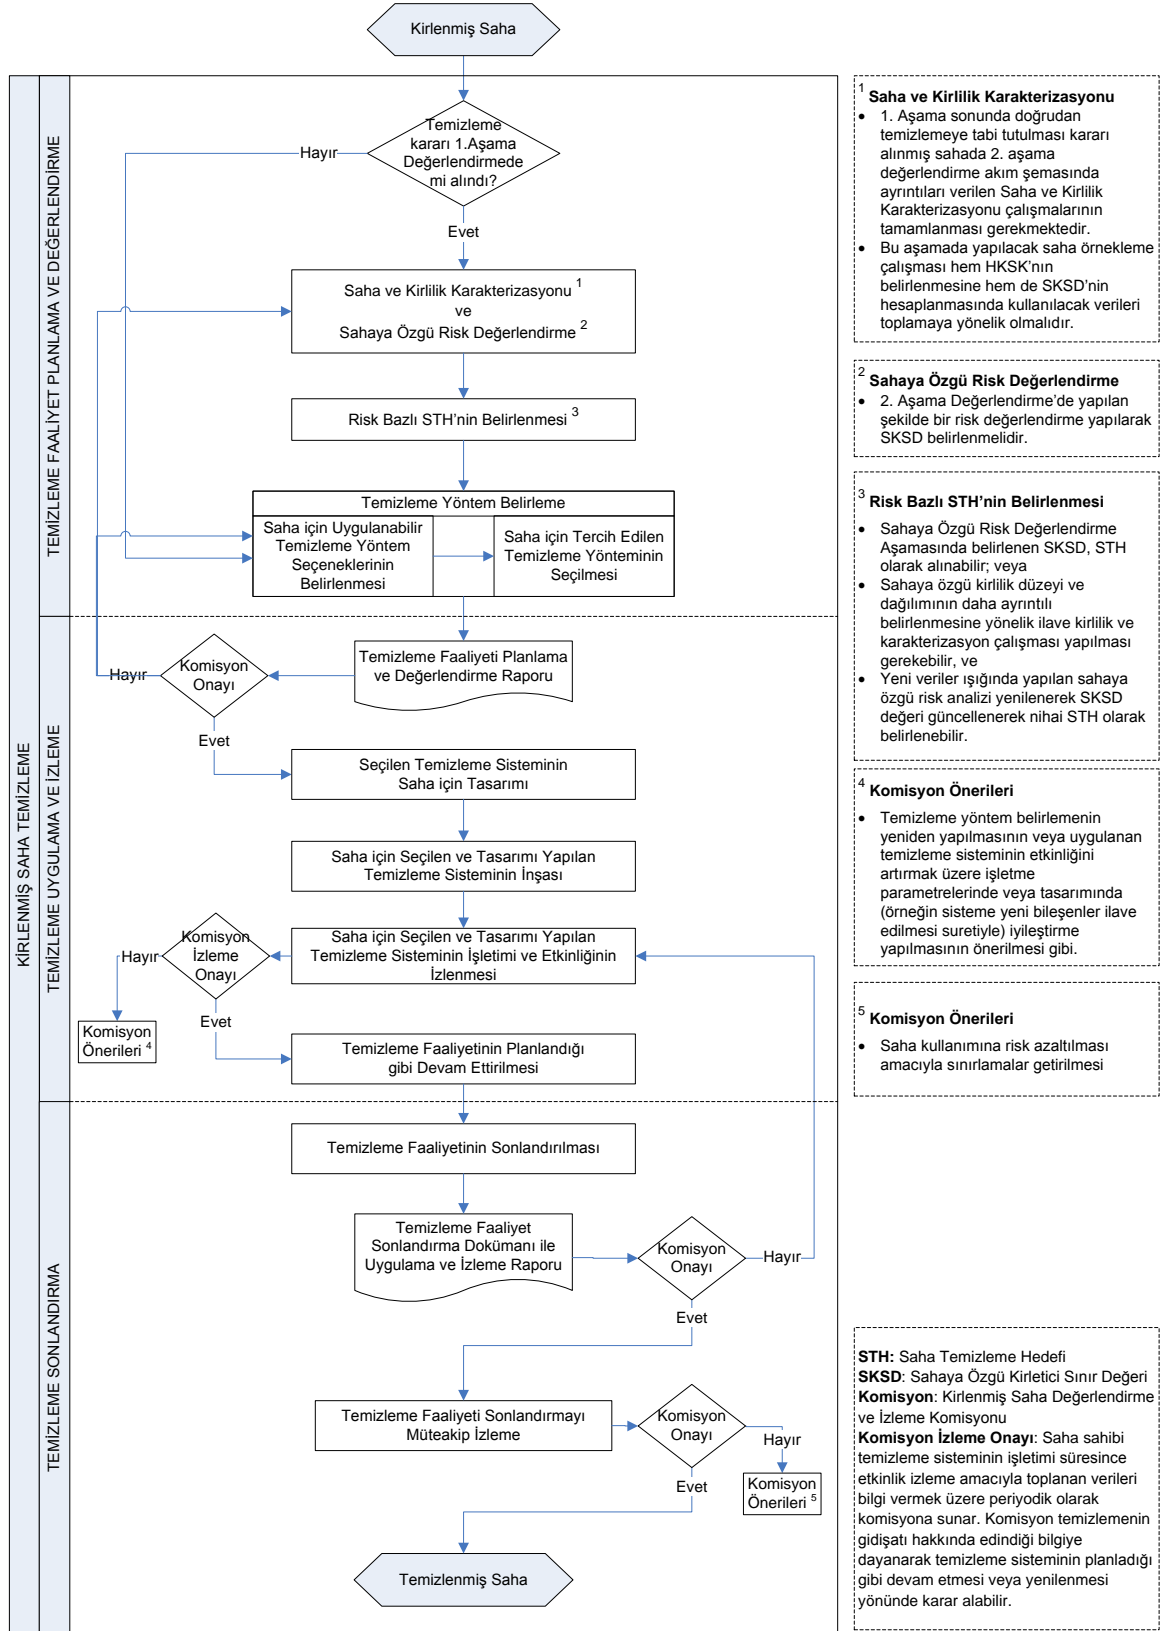 Kirlenmiş Saha
KİRLENMİŞ SAHA TEMİZLEME
TEMİZLEME FAALİYET PLANLAMA VE DEĞERLENDİRME
Temizleme
kararı 1.Aşama
Değerlendirmede
mi alındı?
Hayır
Evet
Saha ve Kirlilik Karakterizasyonu 1
ve
Sahaya Özgü Risk Değerlendirme 2
Risk Bazlı STH’nin Belirlenmesi 3
Temizleme Yöntem Belirleme
Saha için Uygulanabilir
Temizleme Yöntem
Seçeneklerinin
Belirlenmesi
Saha için Tercih Edilen
Temizleme Yönteminin
Seçilmesi
TEMİZLEME UYGULAMA VE İZLEME
Temizleme Faaliyeti Planlama
ve Değerlendirme Raporu
Komisyon
Onayı
Hayır
Evet
Seçilen Temizleme Sisteminin
Saha için Tasarımı
Saha için Seçilen ve Tasarımı Yapılan
Temizleme Sisteminin İnşası
Saha için Seçilen ve Tasarımı Yapılan
Temizleme Sisteminin İşletimi ve Etkinliğinin
İzlenmesi
Komisyon
İzleme
Onayı
Hayır
Evet
Komisyon
Önerileri 4
Temizleme Faaliyetinin Planlandığı
gibi Devam Ettirilmesi
TEMİZLEME SONLANDIRMA
Temizleme Faaliyetinin Sonlandırılması
Temizleme Faaliyet
Sonlandırma Dokümanı ile
Uygulama ve İzleme Raporu
Komisyon
Onayı
Hayır
Evet
Temizleme Faaliyeti Sonlandırmayı
Müteakip İzleme
Komisyon
Onayı
Hayır
Evet
Komisyon
Önerileri 5
Temizlenmiş Saha
1 Saha ve Kirlilik Karakterizasyonu
• 1. Aşama sonunda doğrudan
temizlemeye tabi tutulması kararı
alınmış sahada 2. aşama
değerlendirme akım şemasında
ayrıntıları verilen Saha ve Kirlilik
Karakterizasyonu çalışmalarının
tamamlanması gerekmektedir.
• Bu aşamada yapılacak saha örnekleme
çalışması hem HKSK’nın
belirlenmesine hem de SKSD’nin
hesaplanmasında kullanılacak verileri
toplamaya yönelik olmalıdır.
2 Sahaya Özgü Risk Değerlendirme
• 2. Aşama Değerlendirme’de yapılan
şekilde bir risk değerlendirme yapılarak
SKSD belirlenmelidir.
3 Risk Bazlı STH’nin Belirlenmesi
• Sahaya Özgü Risk Değerlendirme
Aşamasında belirlenen SKSD, STH
olarak alınabilir; veya
• Sahaya özgü kirlilik düzeyi ve
dağılımının daha ayrıntılı
belirlenmesine yönelik ilave kirlilik ve
karakterizasyon çalışması yapılması
gerekebilir, ve
• Yeni veriler ışığında yapılan sahaya
özgü risk analizi yenilenerek SKSD
değeri güncellenerek nihai STH olarak
belirlenebilir.
4 Komisyon Önerileri
• Temizleme yöntem belirlemenin
yeniden yapılmasının veya uygulanan
temizleme sisteminin etkinliğini
artırmak üzere işletme
parametrelerinde veya tasarımında
(örneğin sisteme yeni bileşenler ilave
edilmesi suretiyle) iyileştirme
yapılmasının önerilmesi gibi.
5 Komisyon Önerileri
• Saha kullanımına risk azaltılması
amacıyla sınırlamalar getirilmesi
STH: Saha Temizleme Hedefi
SKSD: Sahaya Özgü Kirletici Sınır Değeri
Komisyon: Kirlenmiş Saha Değerlendirme
ve İzleme Komisyonu
Komisyon İzleme Onayı: Saha sahibi
temizleme sisteminin işletimi süresince
etkinlik izleme amacıyla toplanan verileri
bilgi vermek üzere periyodik olarak
komisyona sunar. Komisyon temizlemenin
gidişatı hakkında edindiği bilgiye
dayanarak temizleme sisteminin planladığı
gibi devam etmesi veya yenilenmesi
yönünde karar alabilir.